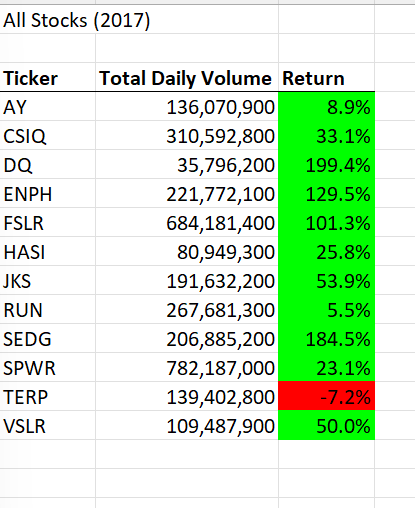 All Stocks (2017)
Ticker Total Daily Volume Return
AY 136,070,900 8.9%
CSIQ 310,592,800 33.1%
DQ 35,796,200 199.4%
ENPH 221,772,100 129.5%
FSLR 684,181,400 101.3%
HASI 80,949,300 25.8%
JKS 191,632,200 53.9%
RUN 267,681,300 5.5%
SEDG 206,885,200 184.5%
SPWR 782,187,000 23.1%
TERP 139,402,800 -7.2%
VSLR 109,487,900 50.0%